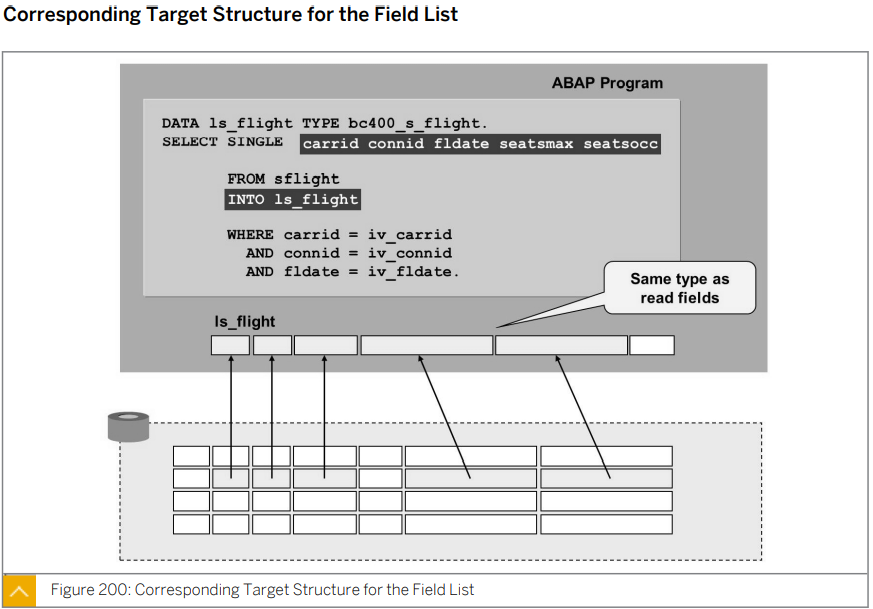 Corresponding Target Structure for the Field List
ABAP Program
DATA ls_flight TYPE bc400_s_flight.
SELECT SINGLE carrid connid fldate seatsmax seatsocc
FROM sflight
INTO ls_flight
WHERE carrid = iv_carrid
AND connid = iv_connid
AND fldate = iv_fldate.
Same type as
read fields
ls_flight
Figure 200: Corresponding Target Structure for the Field List